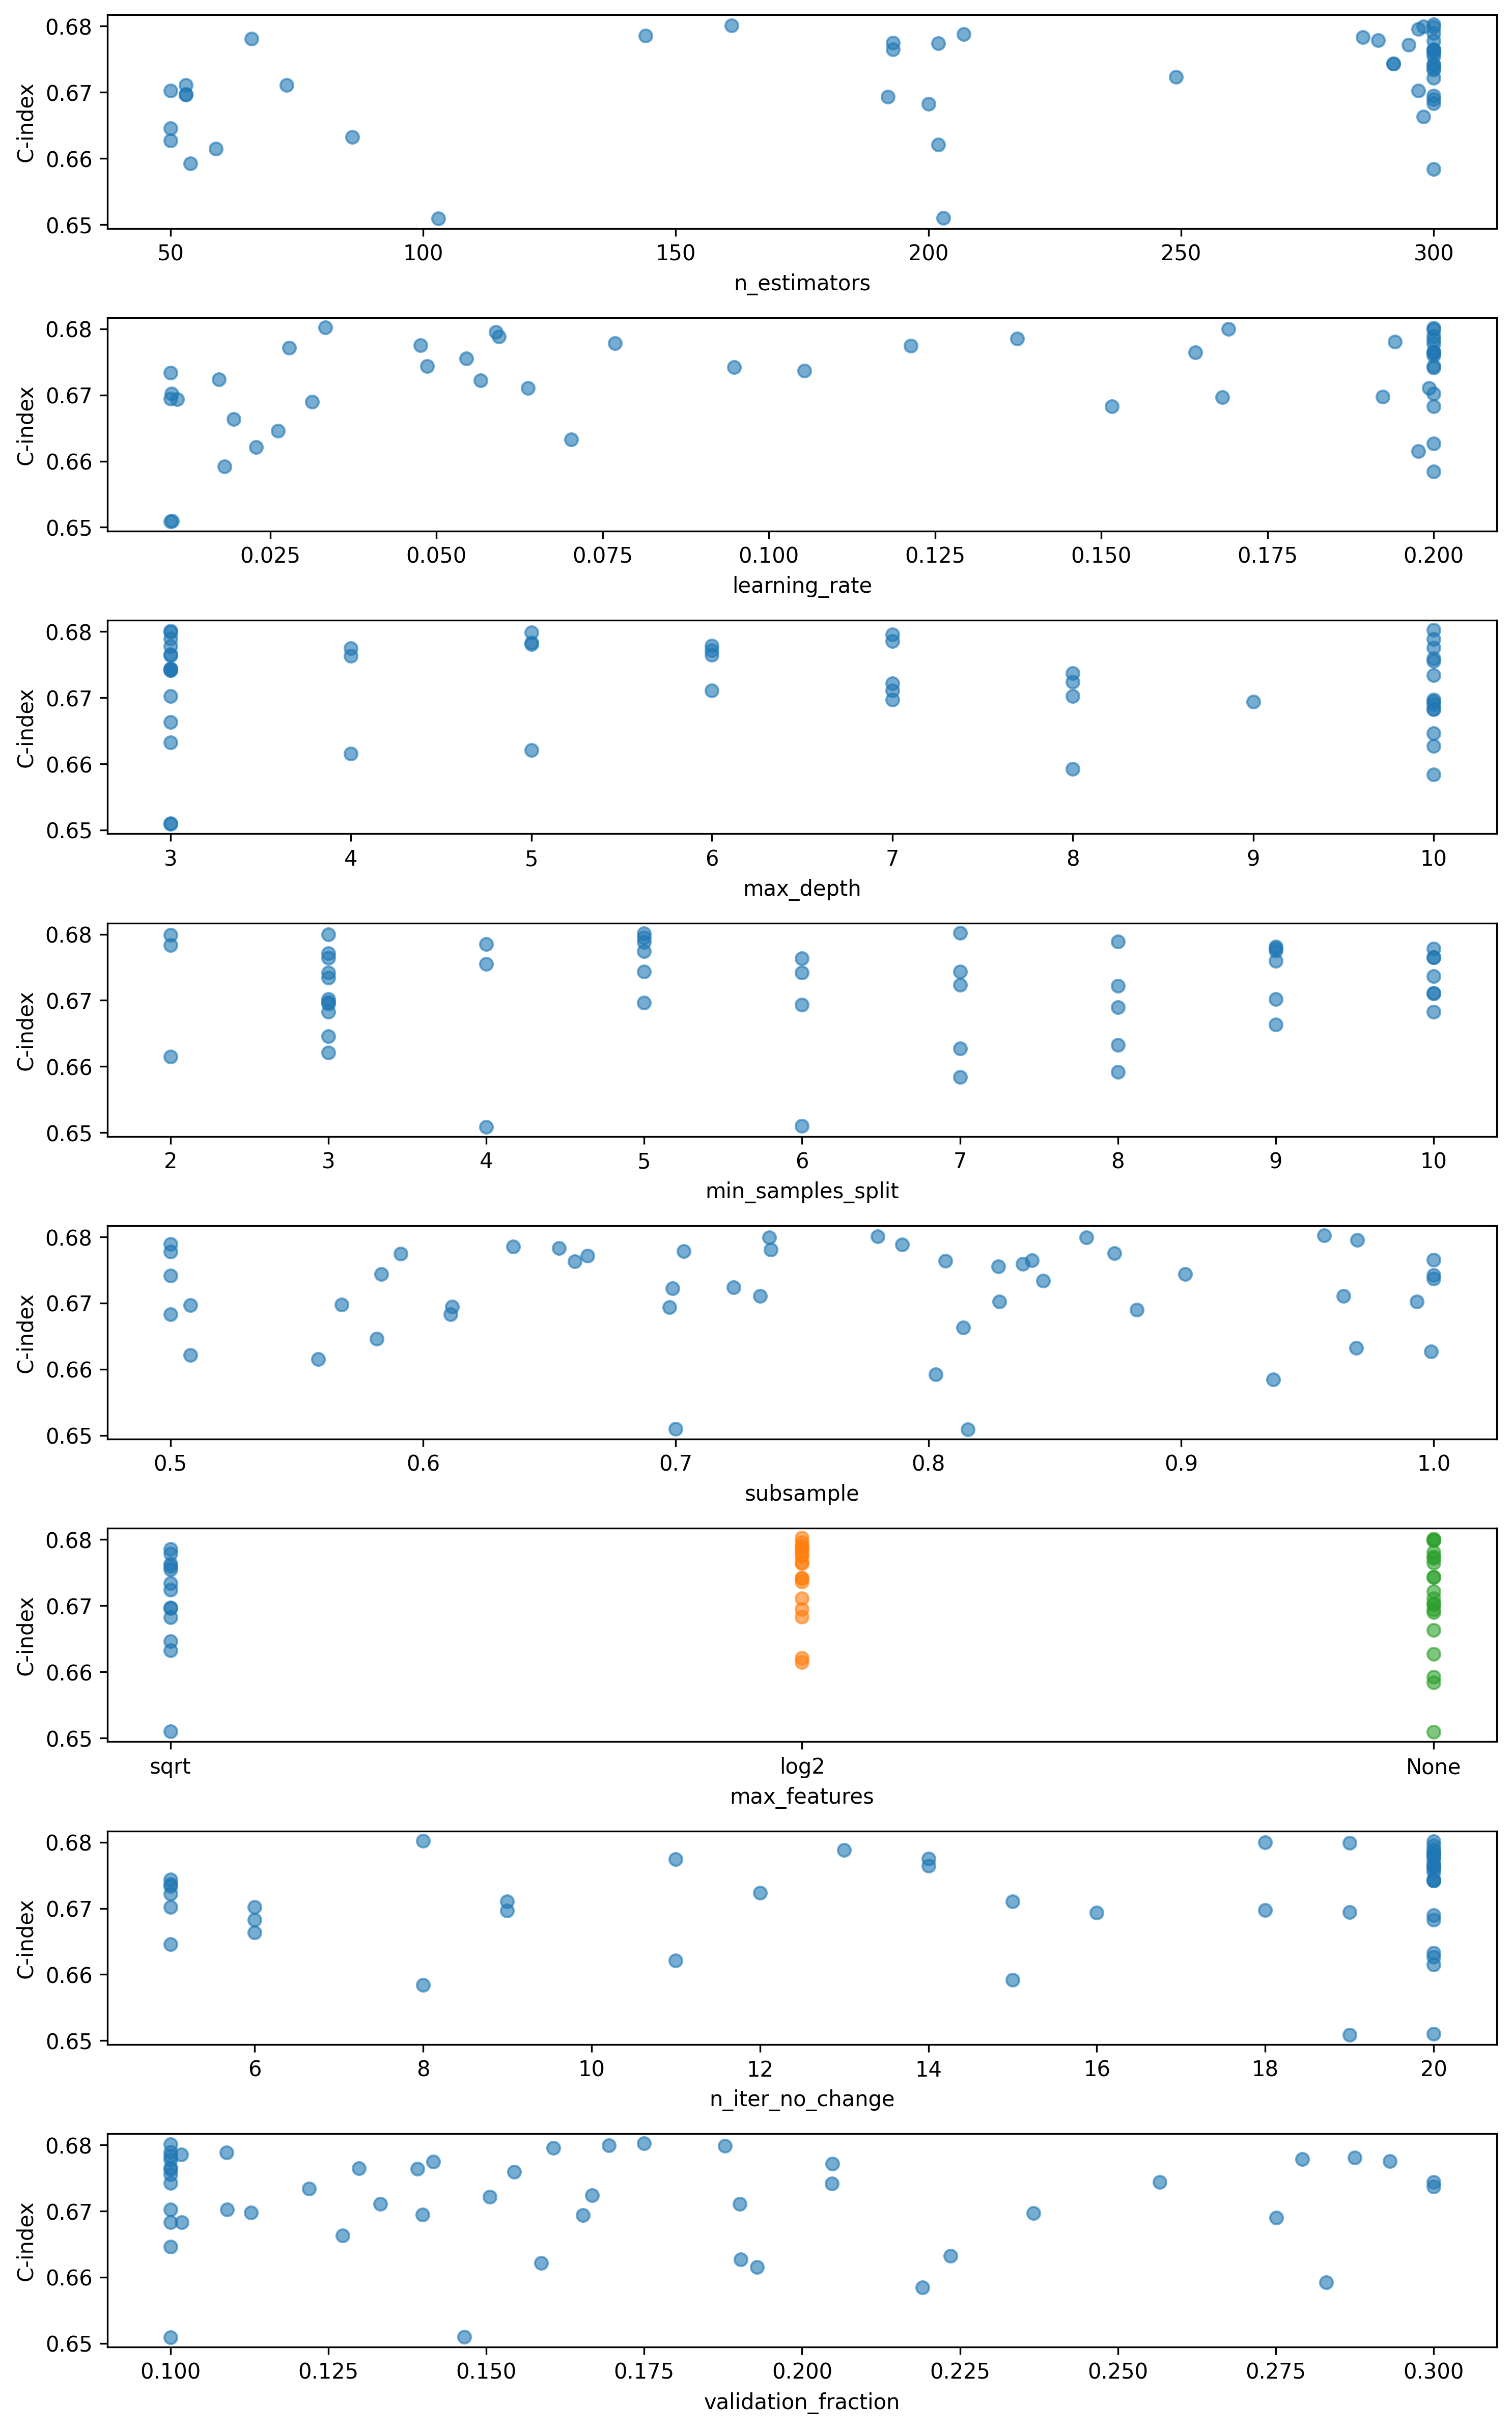 0.68
0.67
0.66
0.65
C-index
50 100 150 200 250 300
n_estimators
0.68
0.67
0.66
0.65
C-index
0.025 0.050 0.075 0.100 0.125 0.150 0.175 0.200
learning_rate
0.68
0.67
0.66
0.65
C-index
3 4 5 6 7 8 9 10
max_depth
0.68
0.67
0.66
0.65
C-index
2 3 4 5 6 7 8 9 10
min_samples_split
0.68
0.67
0.66
0.65
C-index
0.5 0.6 0.7 0.8 0.9 1.0
subsample
0.68
0.67
0.66
0.65
C-index
sqrt log2 None
max_features
0.68
0.67
0.66
0.65
C-index
6 8 10 12 14 16 18 20
n_iter_no_change
0.68
0.67
0.66
0.65
C-index
0.100 0.125 0.150 0.175 0.200 0.225 0.250 0.275 0.300
validation_fraction